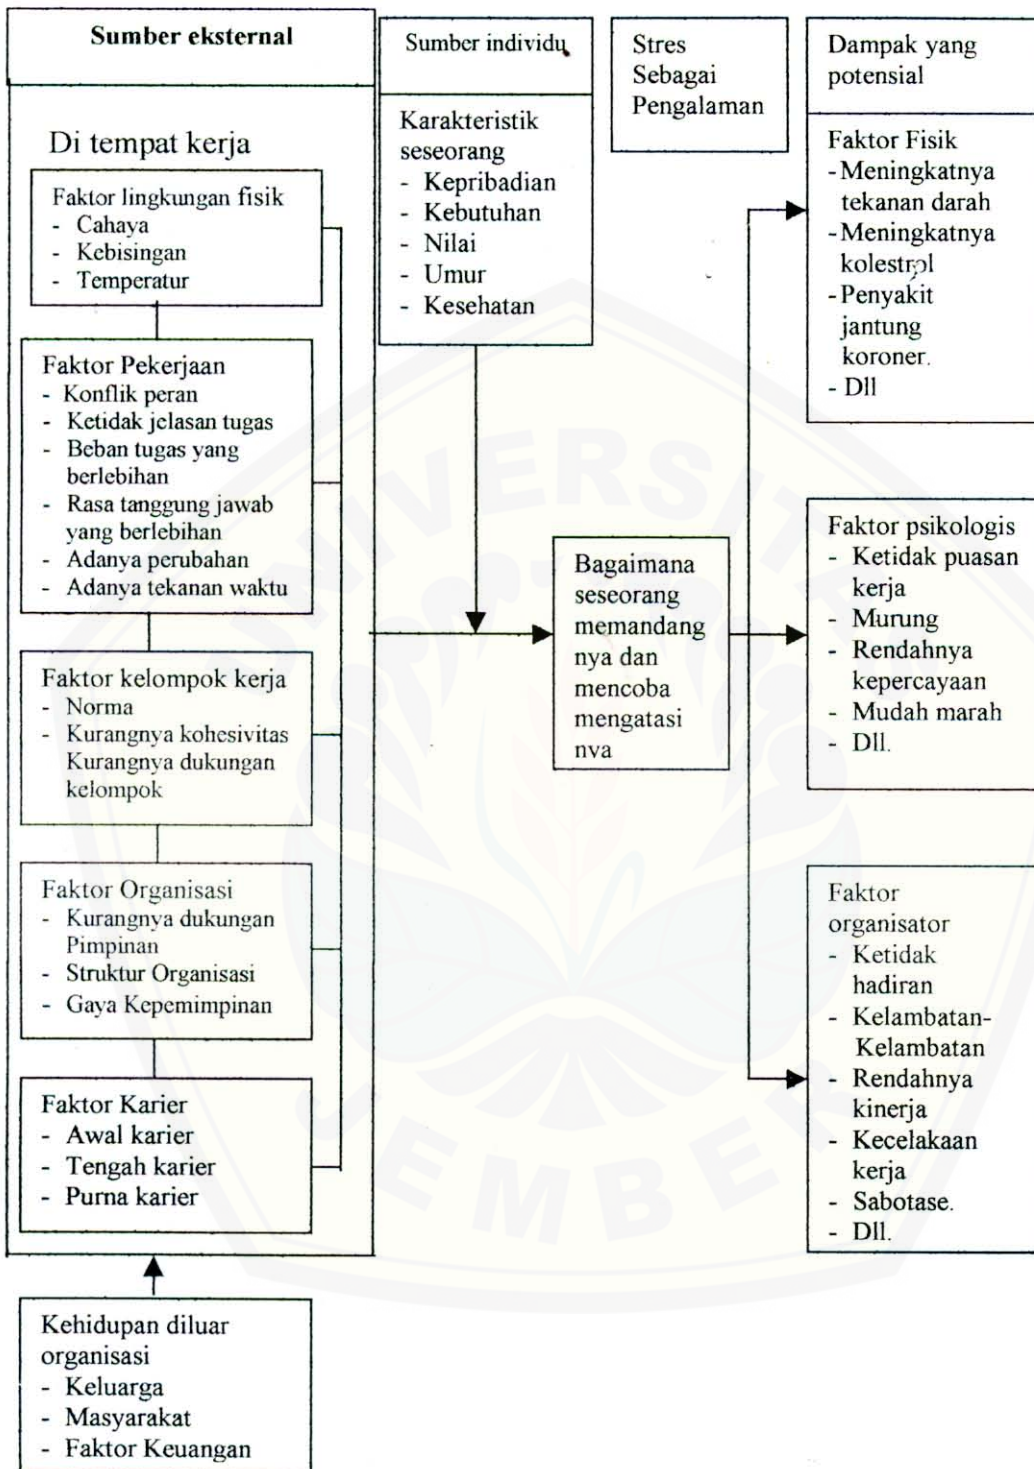 Sumber eksternal
Di tempat kerja
Faktor lingkungan fisik
- Cahaya
- Kebisingan
- Temperatur
Faktor Pekerjaan
- Konflik peran
- Ketidak jelasan tugas
- Beban tugas yang
berlebihan
- Rasa tanggung jawab
yang berlebihan
- Adanya perubahan
- Adanya tekanan waktu
Faktor kelompok kerja
- Norma
- Kurangnya kohesivitas
Kurangnya dukungan
kelompok
Faktor Organisasi
- Kurangnya dukungan
Pimpinan
- Struktur Organisasi
- Gaya Kepemimpinan
Faktor Karier
- Awal karier
- Tengah karier
- Purna karier
Kehidupan diluar
organisasi
- Keluarga
- Masyarakat
- Faktor Keuangan
Sumber individu
Karakteristik
seseorang
- Kepribadian
- Kebutuhan
- Nilai
- Umur
- Kesehatan
Stres
Sebagai
Pengalaman
Bagaimana
seseorang
memandang
nya dan
mencoba
mengatasi
nya
Dampak yang
potensial
Faktor Fisik
- Meningkatnya
tekanan darah
- Meningkatnya
kolestrol
- Penyakit
jantung
koroner.
- Dll
Faktor psikologis
- Ketidak puasan
kerja
- Murung
- Rendahnya
kepercayaan
- Mudah marah
- Dll.
Faktor
organisator
- Ketidak
hadiran
- Kelambatan-
Kelambatan
- Rendahnya
kinerja
- Kecelakaan
kerja
- Sabotase.
- Dll.
UNIVERSITAS
JEMBER